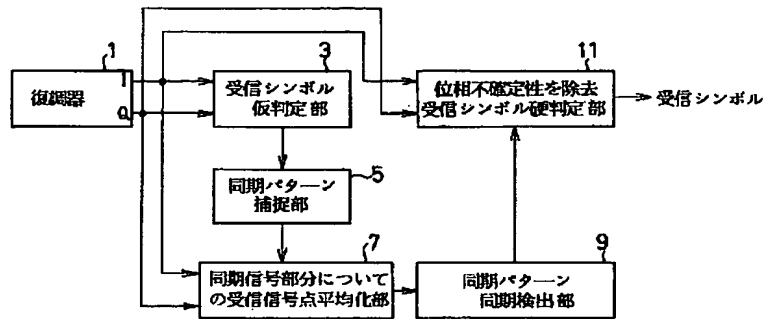 1
復調器
I
Q
3
受信シンボル
仮判定部
5
同期パターン
捕捉部
7
同期信号部分について
の受信信号点平均化部
9
同期パターン
同期検出部
11
位相不確定性を除去
受信シンボル硬判定部
受信シンボル